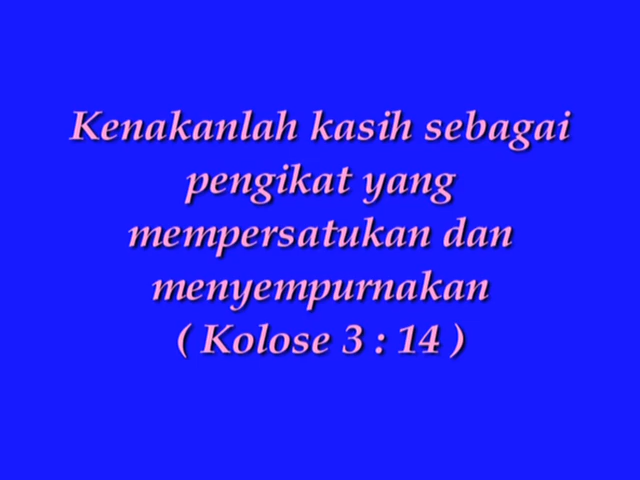 Kenakanlah kasih sebagai
pengikat yang
mempersatukan dan
menyempurnakan
( Kolose 3 : 14 )